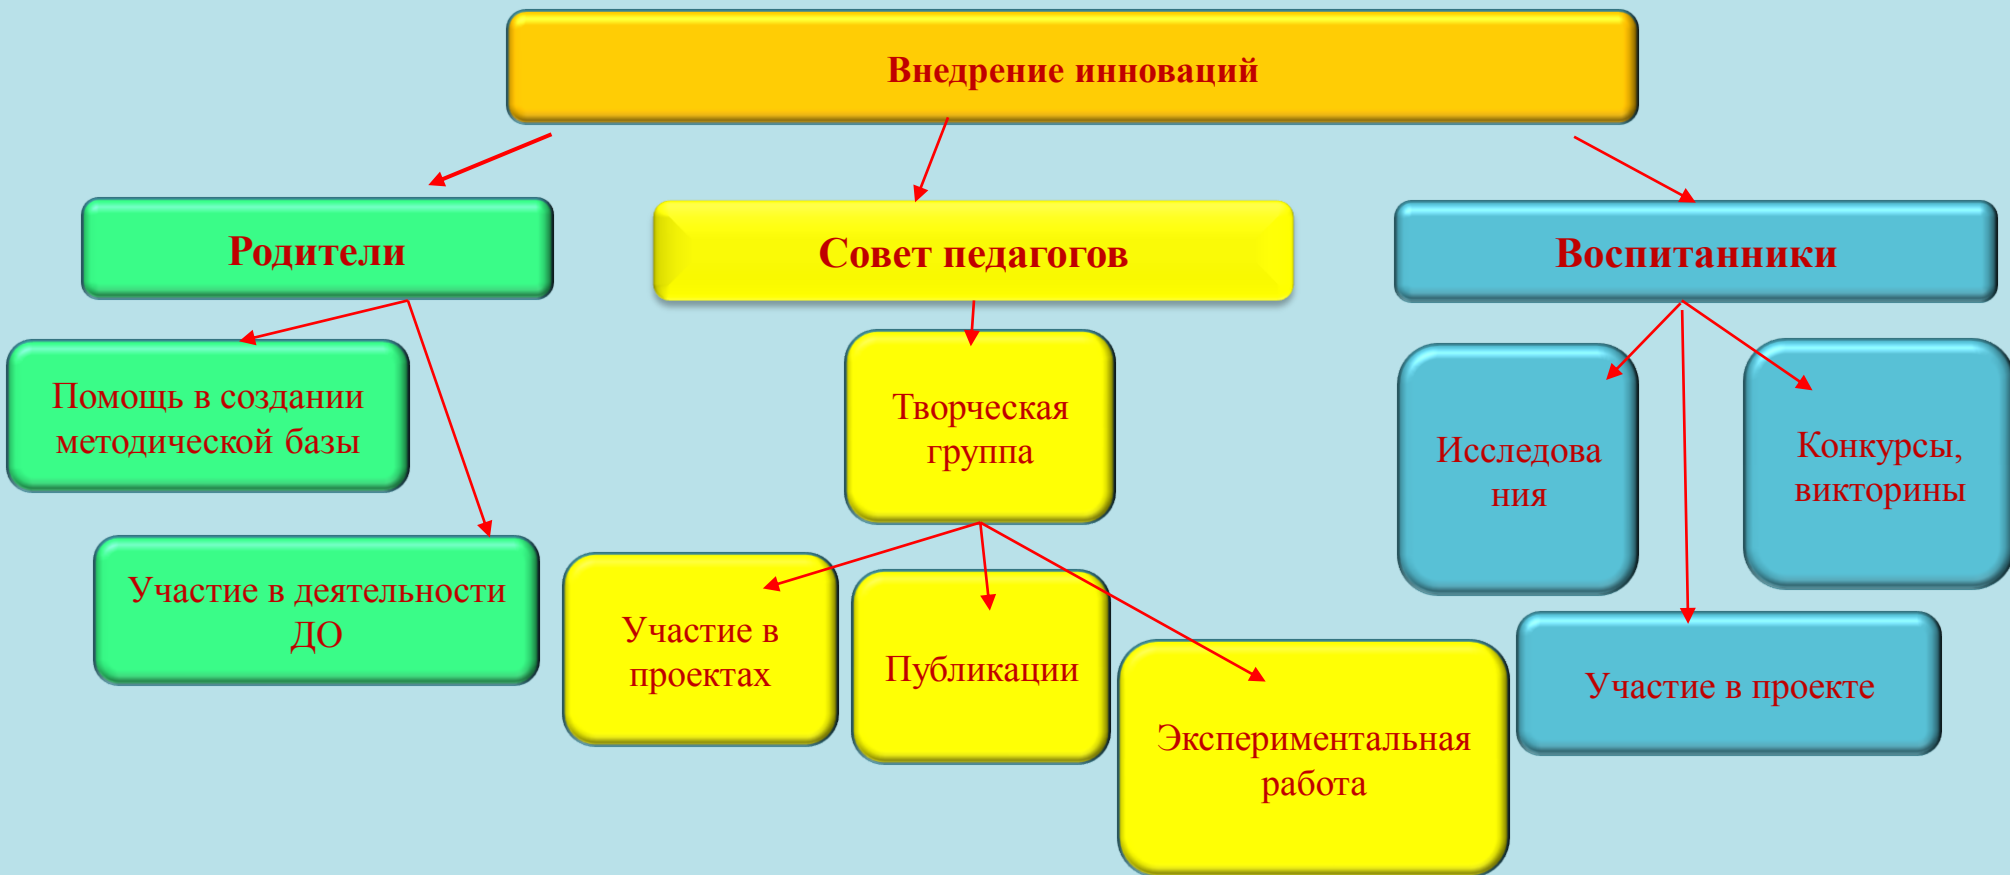 Внедрение инноваций
Родители
Совет педагогов
Воспитанники
Помощь в создании
методической базы
Творческая
группа
Исследова
ния
Конкурсы,
викторины
Участие в деятельности
ДО
Участие в
проектах
Публикации
Экспериментальная
работа
Участие в проекте